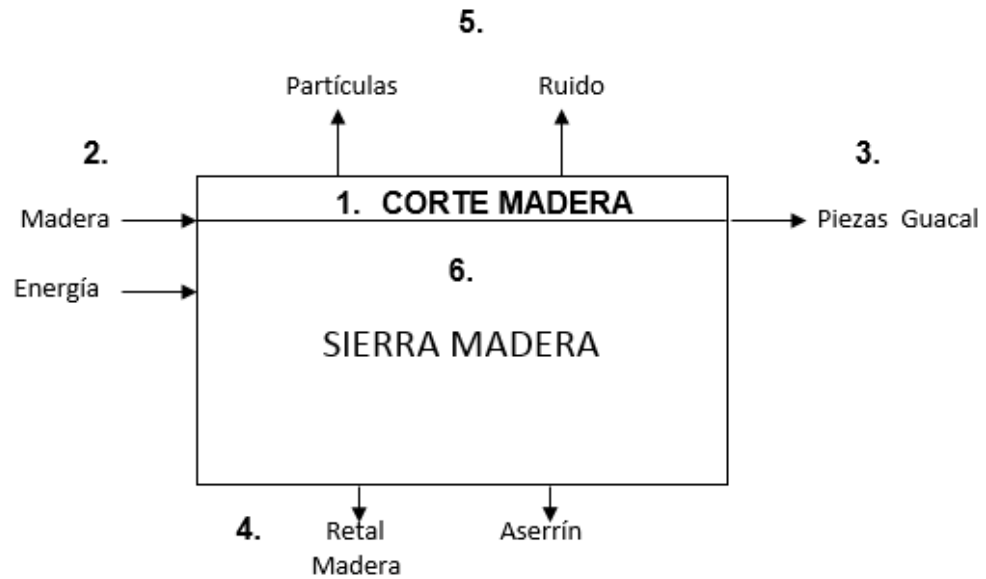 5.
Partículas
Ruido
2.
3.
1. CORTE MADERA
Madera
Piezas Guacal
6.
Energía
SIERRA MADERA
4.
Retal
Madera
Aserrín